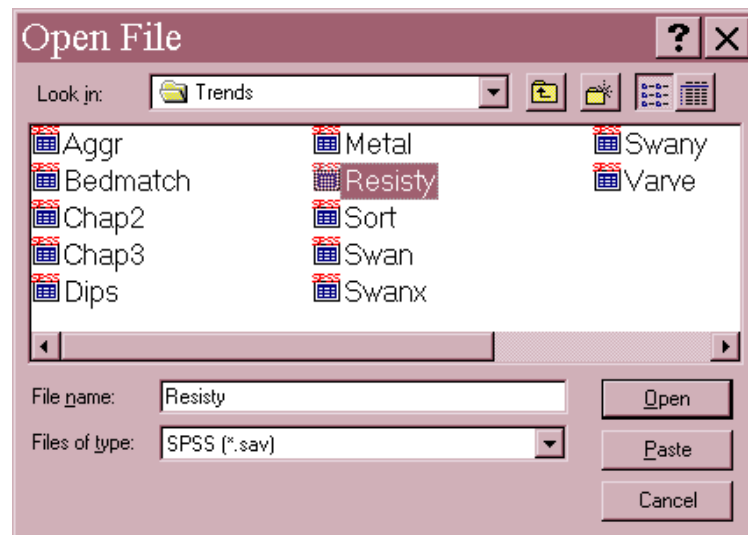 Open File
Look in: Trends
Aggr Metal Swany
Bedmatch Resisty Varve
Chap2 Sort
Chap3 Swan
Dips Swanx
File name: Resisty Open
Files of type: SPSS (*.sav) Paste
Cancel